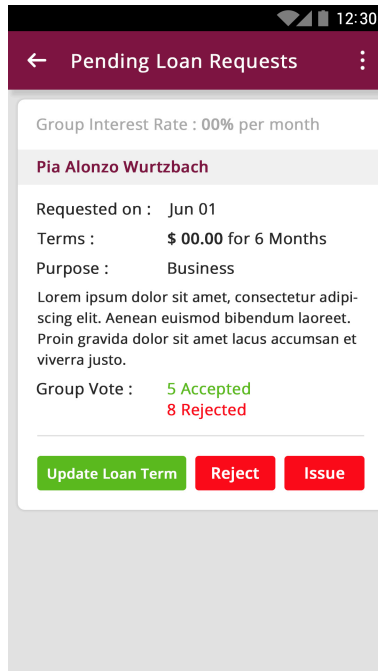 12:30
Pending Loan Requests
Group Interest Rate : 00% per month
Pia Alonzo Wurtzbach
Requested on : Jun 01
Terms : $ 00.00 for 6 Months
Purpose : Business
Lorem ipsum dolor sit amet, consectetur adipi-
scing elit. Aenean euismod bibendum laoreet.
Proin gravida dolor sit amet lacus accumsan et
viverra justo.
Group Vote : 5 Accepted
8 Rejected
Update Loan Term Reject Issue